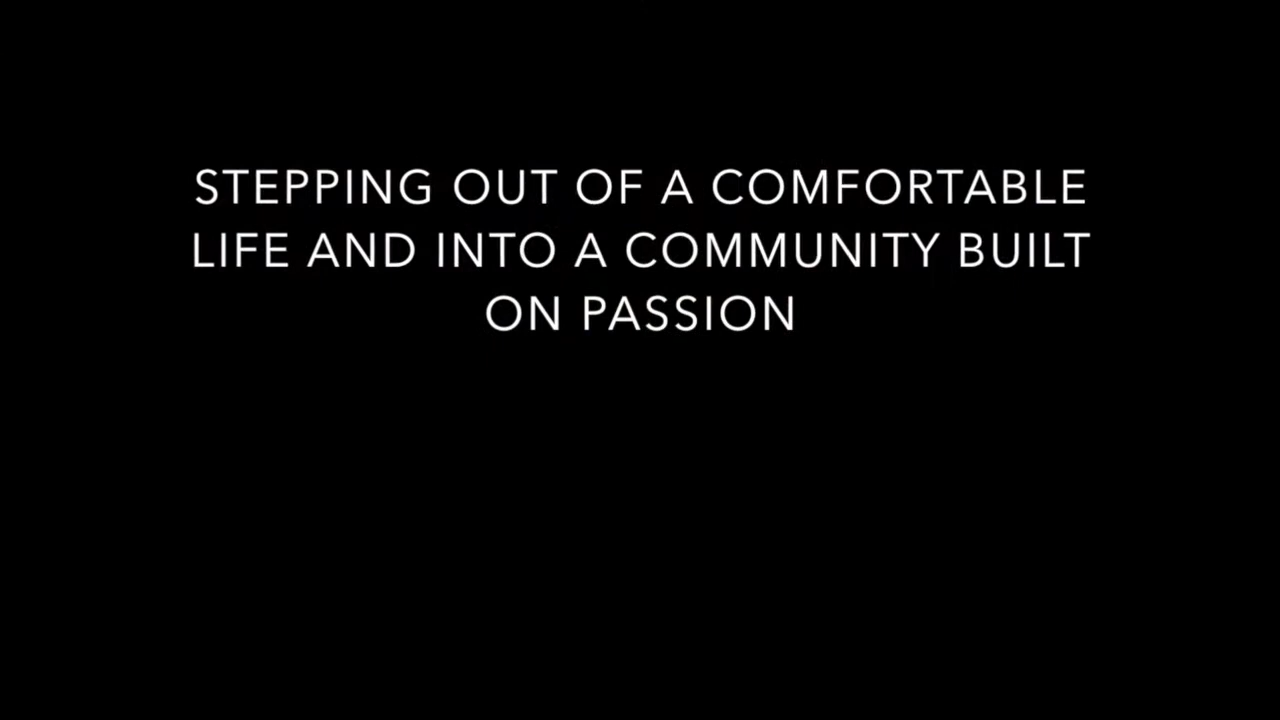 STEPPING OUT OF A COMFORTABLE
LIFE AND INTO A COMMUNITY BUILT
ON PASSION